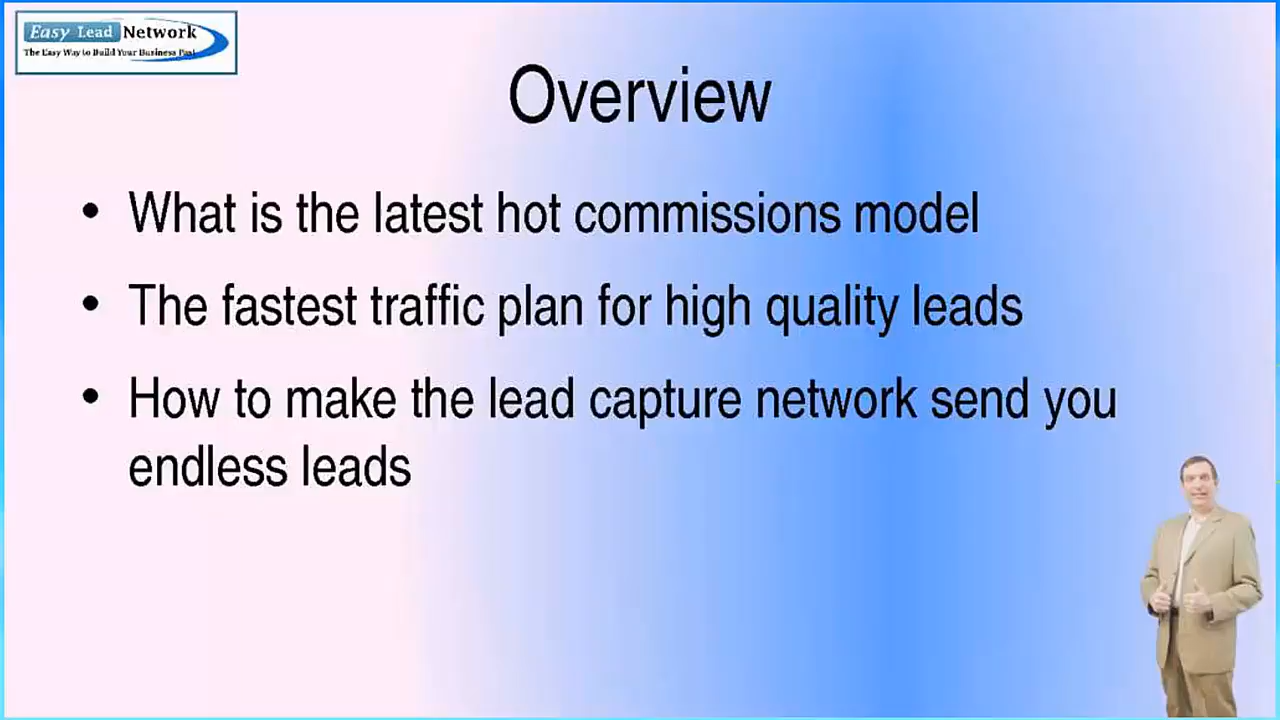 Easy Lead Network
The Easy Way to Build Your Business Fast
Overview
• What is the latest hot commissions model
• The fastest traffic plan for high quality leads
• How to make the lead capture network send you
endless leads